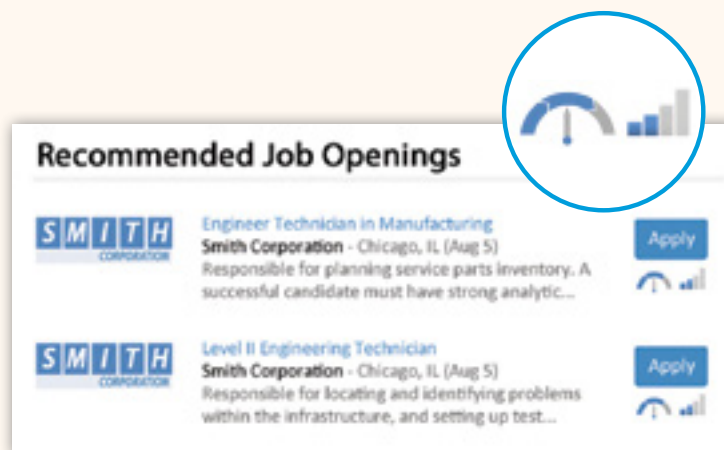 Recommended Job Openings
SMITH
CORPORATION
Engineer Technician in Manufacturing
Smith Corporation - Chicago, IL (Aug 5)
Responsible for planning service parts inventory. A
successful candidate must have strong analytic...
Apply
SMITH
CORPORATION
Level II Engineering Technician
Smith Corporation - Chicago, IL (Aug 5)
Responsible for locating and identifying problems
within the infrastructure, and setting up test...
Apply